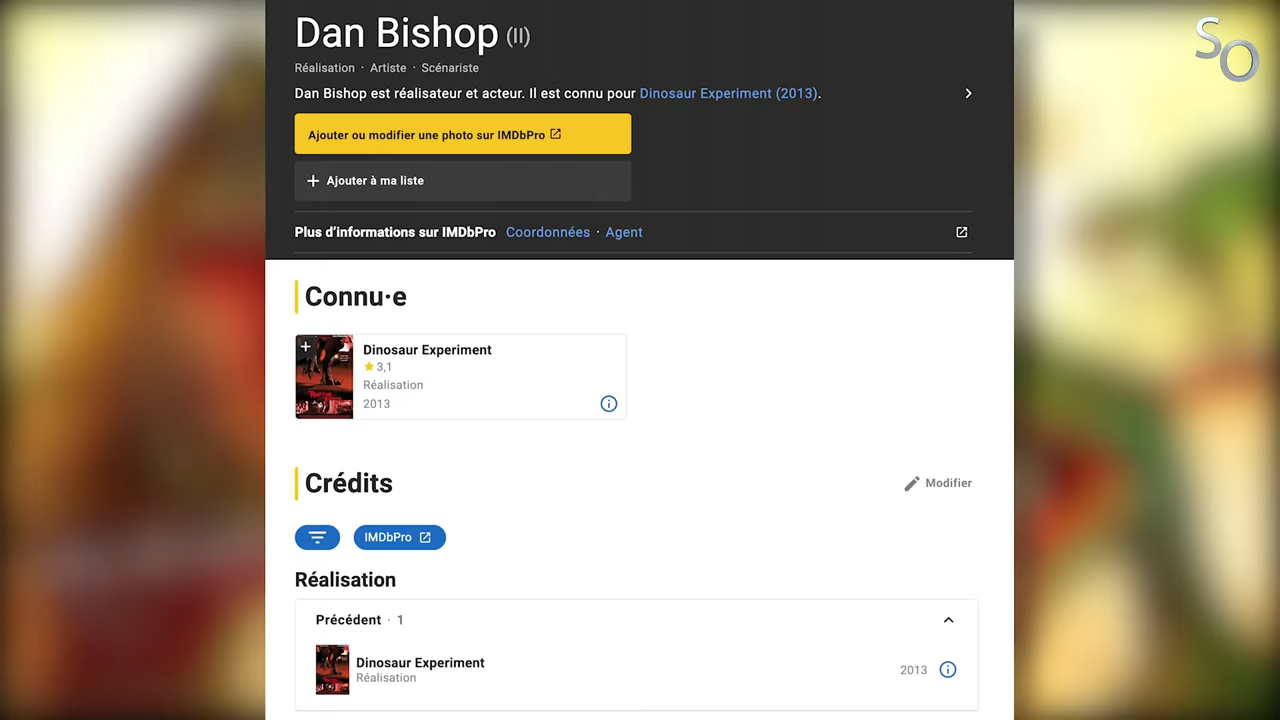 Dan Bishop (II)
SO
Réalisation · Artiste · Scénariste
Dan Bishop est réalisateur et acteur. Il est connu pour Dinosaur Experiment (2013).
Ajouter ou modifier une photo sur IMDbPro
+ Ajouter à ma liste
Plus d’informations sur IMDbPro Coordonnées · Agent
Connu·e
Dinosaur Experiment
3,1
Réalisation
2013
Crédits
Modifier
IMDbPro
Réalisation
Précédent · 1
Dinosaur Experiment
Réalisation
2013